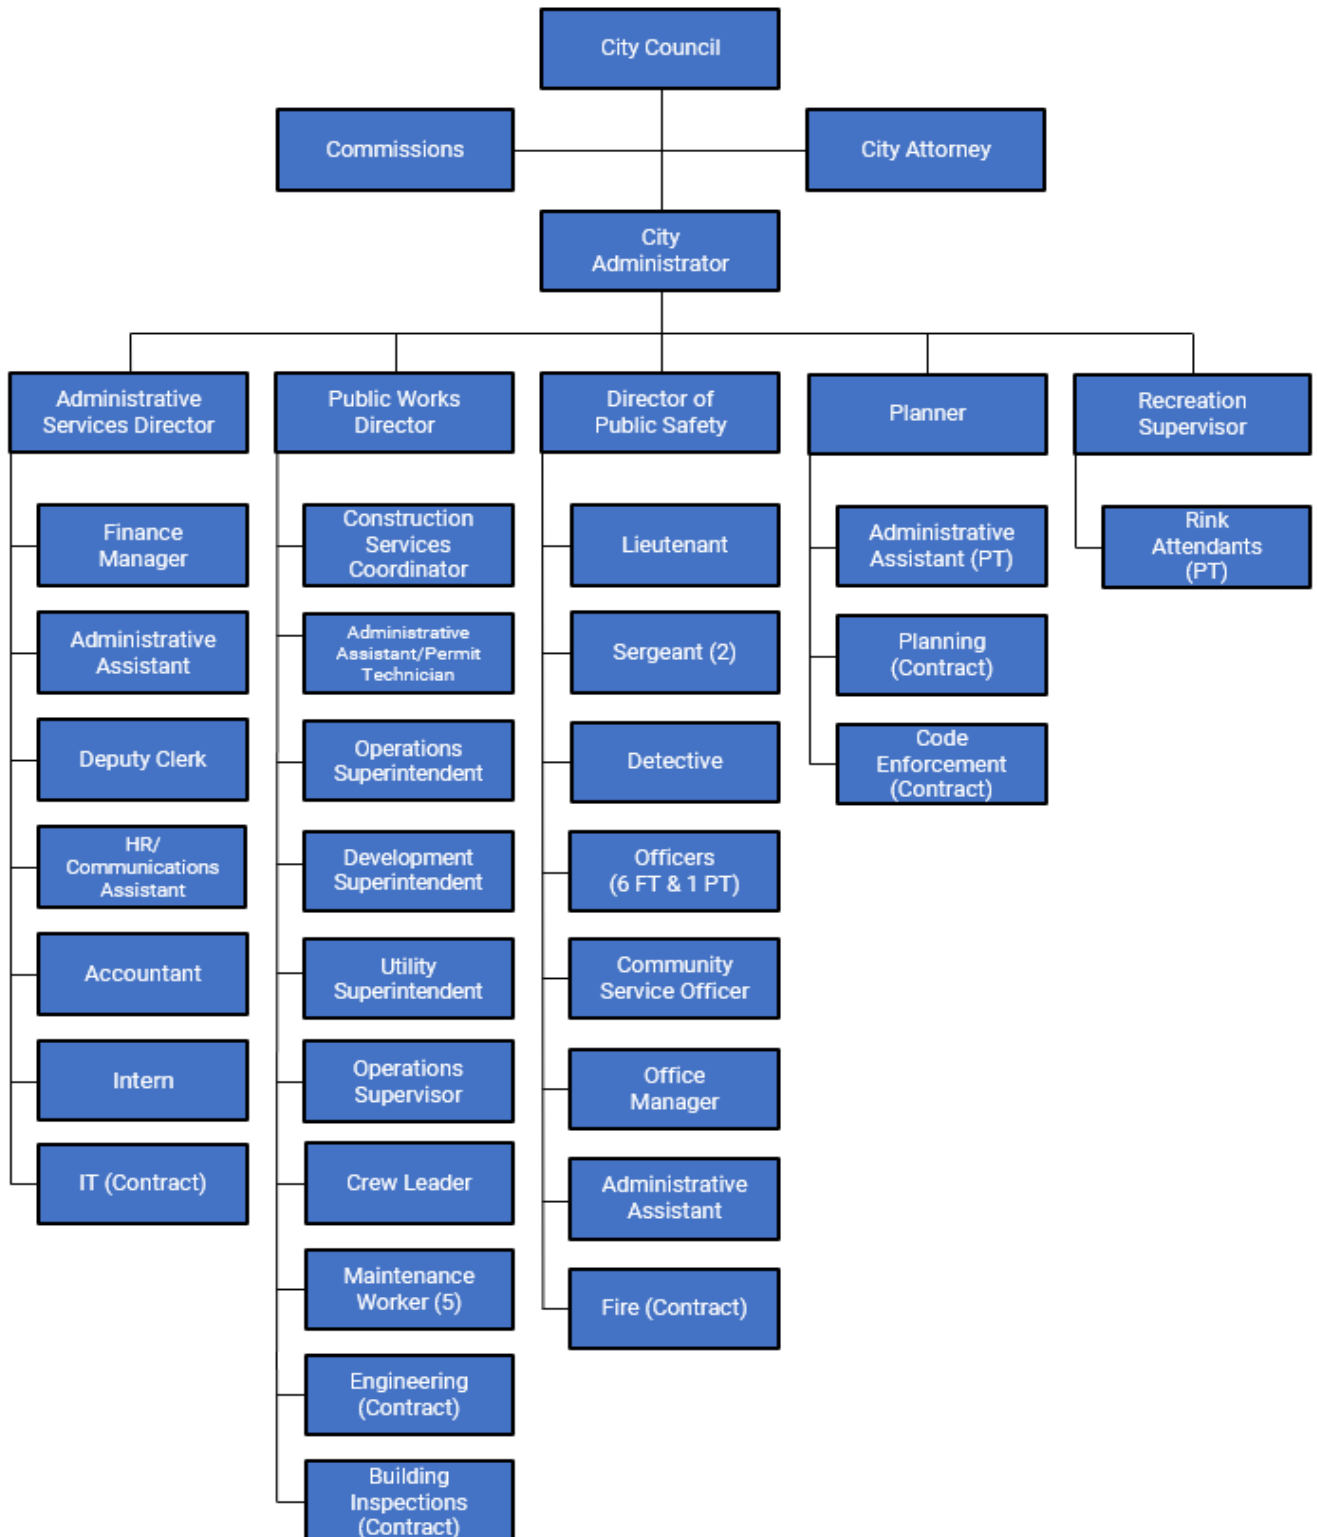 City Council
Commissions
City Attorney
City
Administrator
Administrative
Services Director
Public Works
Director
Director of
Public Safety
Planner
Recreation
Supervisor
Finance
Manager
Administrative
Assistant
Deputy Clerk
HR/
Communications
Assistant
Accountant
Intern
IT (Contract)
Construction
Services
Coordinator
Administrative
Assistant/Permit
Technician
Operations
Superintendent
Development
Superintendent
Utility
Superintendent
Operations
Supervisor
Crew Leader
Maintenance
Worker (5)
Engineering
(Contract)
Building
Inspections
(Contract)
Lieutenant
Sergeant (2)
Detective
Officers
(6 FT & 1 PT)
Community
Service Officer
Office
Manager
Administrative
Assistant
Fire (Contract)
Administrative
Assistant (PT)
Planning
(Contract)
Code
Enforcement
(Contract)
Rink
Attendants
(PT)